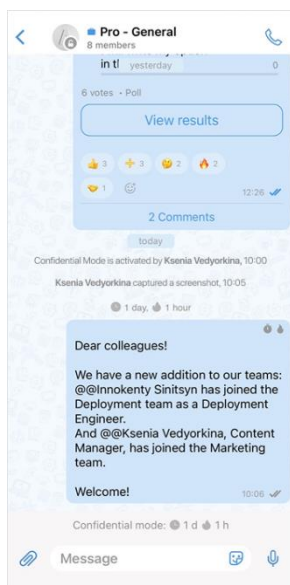 Pro - General
8 members
in tl
yesterday
0
6 votes • Poll
View results
3
3
2
2
1
12:26
2 Comments
today
Confidential Mode is activated by Ksenia Vedyorkina, 10:00
Ksenia Vedyorkina captured a screenshot, 10:05
1 day, 1 hour
Dear colleagues!
We have a new addition to our teams:
@@Innokenty Sinitsyn has joined the
Deployment team as a Deployment
Engineer.
And @@Ksenia Vedyorkina, Content
Manager, has joined the Marketing
team.
Welcome!
10:06
Confidential mode: 1 d 1 h
Message